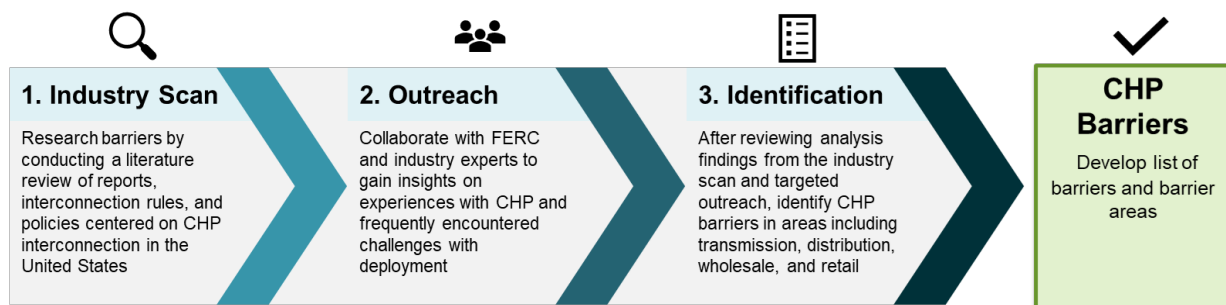 1. Industry Scan
Research barriers by
conducting a literature
review of reports,
interconnection rules, and
policies centered on CHP
interconnection in the
United States
2. Outreach
Collaborate with FERC
and industry experts to
gain insights on
experiences with CHP and
frequently encountered
challenges with
deployment
3. Identification
After reviewing analysis
findings from the industry
scan and targeted
outreach, identify CHP
barriers in areas including
transmission, distribution,
wholesale, and retail
CHP
Barriers
Develop list of
barriers and barrier
areas